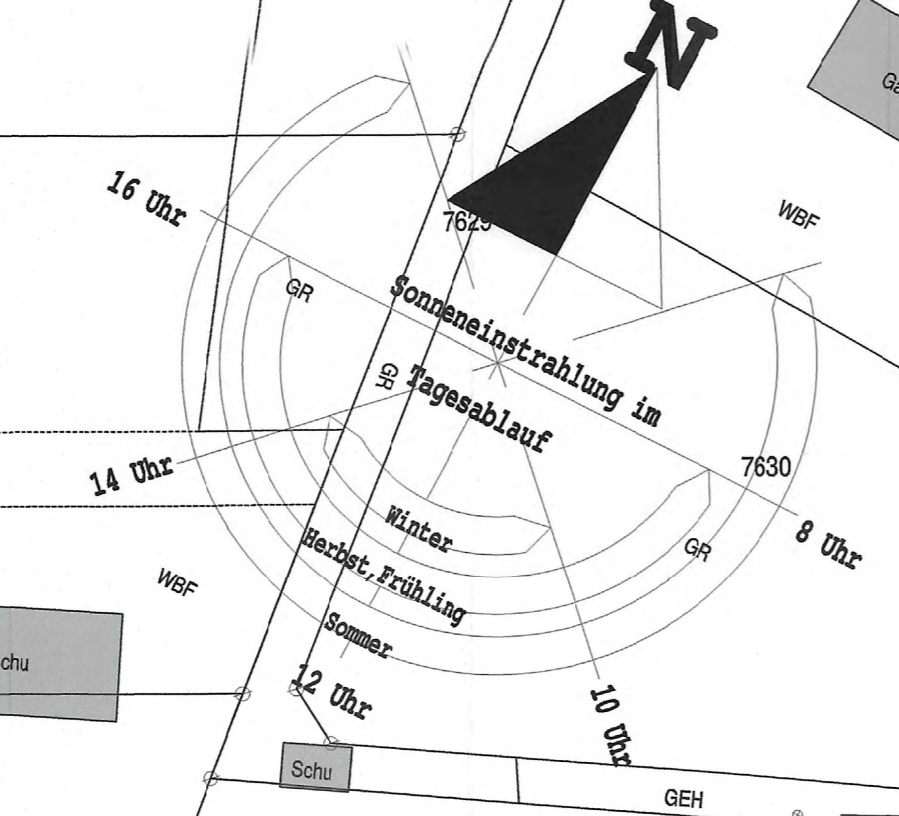 N
Ga
16 Uhr
WBF
7629
GR
Sonneneinstrahlung im
Tagesablauf
GR
7630
14 Uhr
8 Uhr
Winter
GR
Herbst,Frühling
WBF
Sommer
chu
12 Uhr
10 Uhr
Schu
GEH